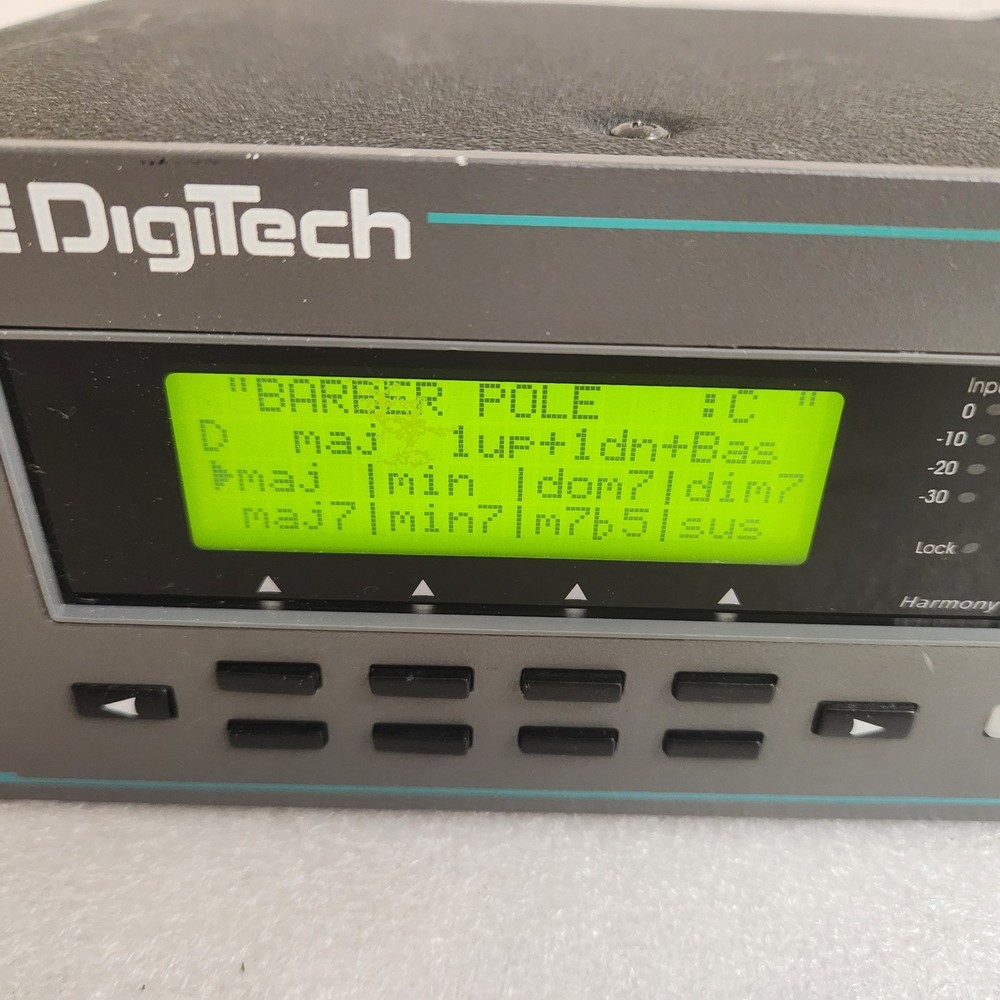 DigiTech
"BARBER POLE :C "
D maj 1up+1dn+Bas
maj |min |dom7|dim7
maj7|min7|m7b5|sus
0
-10
-20
-30
Lock
Harmony